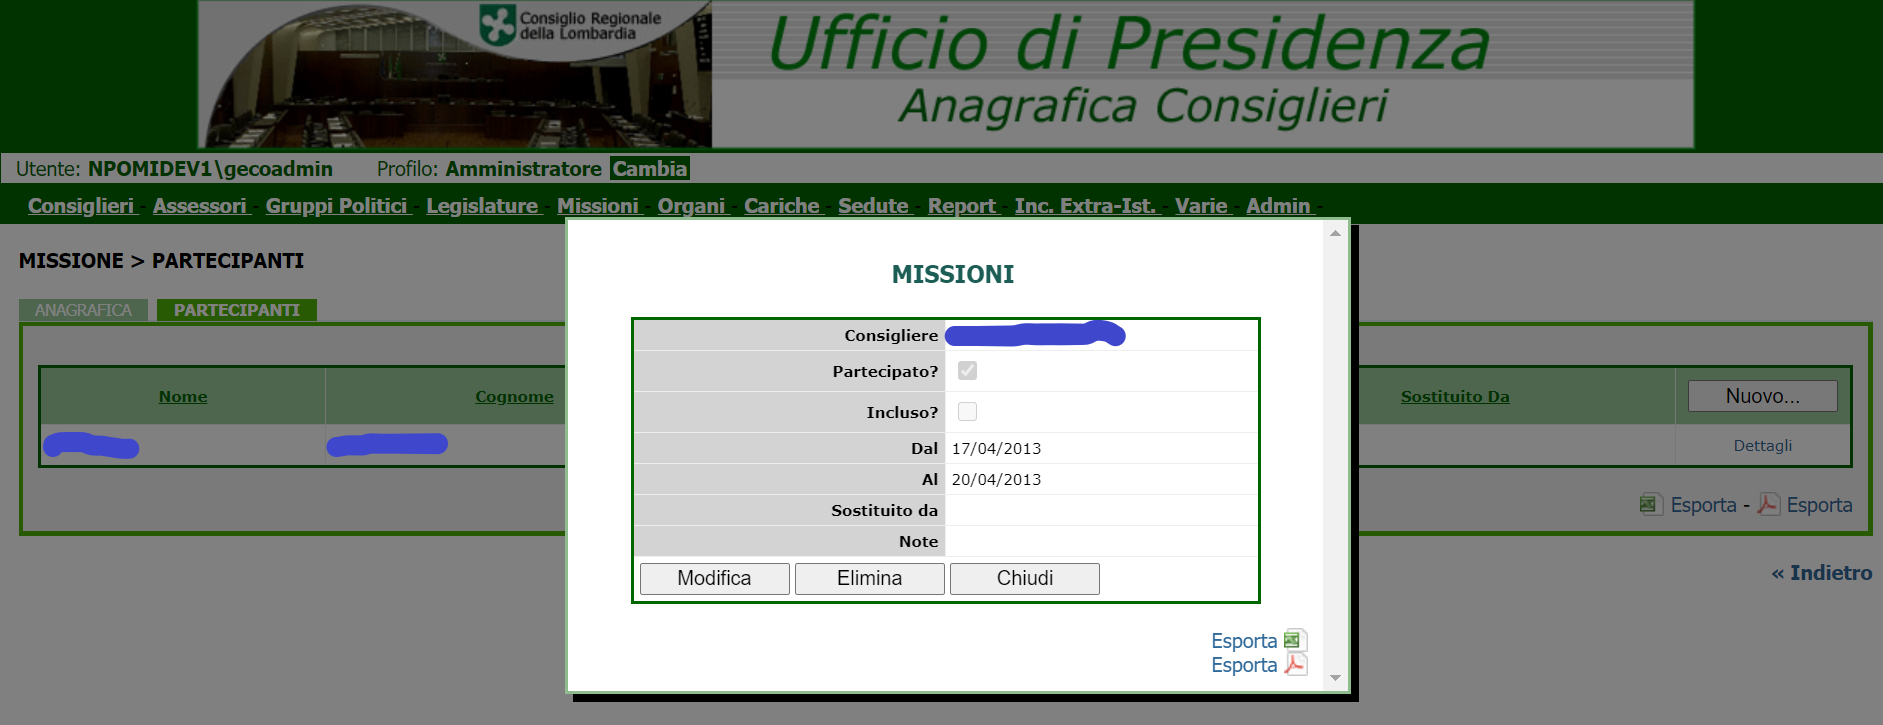 Consiglio Regionale
della Lombardia
Ufficio di Presidenza
Anagrafica Consiglieri
Utente: NPOMIDEV1\gecoadmin Profilo: Amministratore Cambia
Consiglieri - Assessori - Gruppi Politici - Legislature - Missioni - Organi - Cariche - Sedute - Report - Inc. Extra-Ist. - Varie - Admin -
MISSIONE > PARTECIPANTI
ANAGRAFICA PARTECIPANTI
Nome Cognome Sostituito Da Nuovo...
Dettagli
Esporta - Esporta
« Indietro
MISSIONI
Consigliere
Partecipato?
Incluso?
Dal 17/04/2013
Al 20/04/2013
Sostituito da
Note
Modifica Elimina Chiudi
Esporta
Esporta